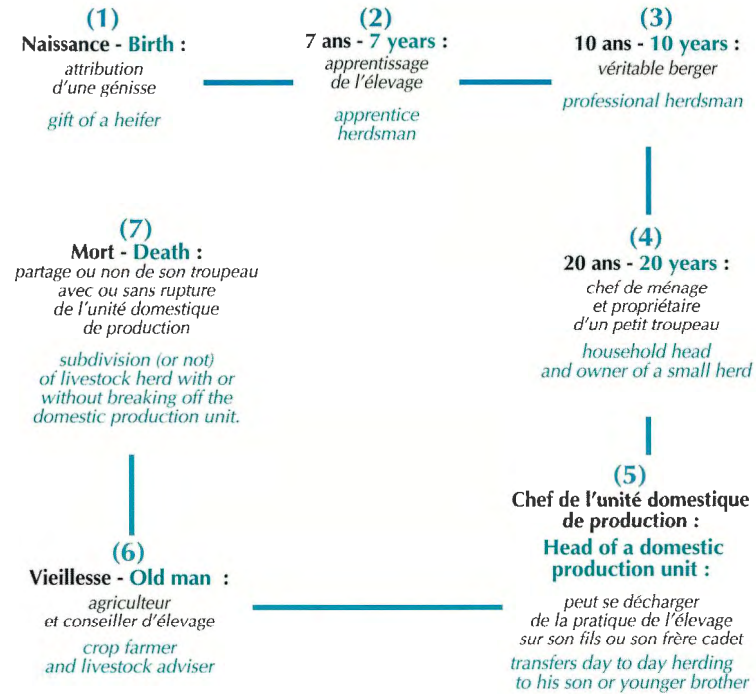 (1)
Naissance - Birth :
attribution
d'une génisse
gift of a heifer
(2)
7 ans - 7 years :
apprentissage
de l'élevage
apprentice
herdsman
(3)
10 ans - 10 years :
véritable berger
professional herdsman
(4)
20 ans - 20 years :
chef de ménage
et propriétaire
d'un petit troupeau
household head
and owner of a small herd
(5)
Chef de l'unité domestique
de production :
Head of a domestic
production unit :
peut se décharger
de la pratique de l'élevage
sur son fils ou son frère cadet
transfers day to day herding
to his son or younger brother
(6)
Vieillesse - Old man :
agriculteur
et conseiller d'élevage
crop farmer
and livestock adviser
(7)
Mort - Death :
partage ou non de son troupeau
avec ou sans rupture
de l'unité domestique
de production
subdivision (or not)
of livestock herd with or
without breaking off the
domestic production unit.